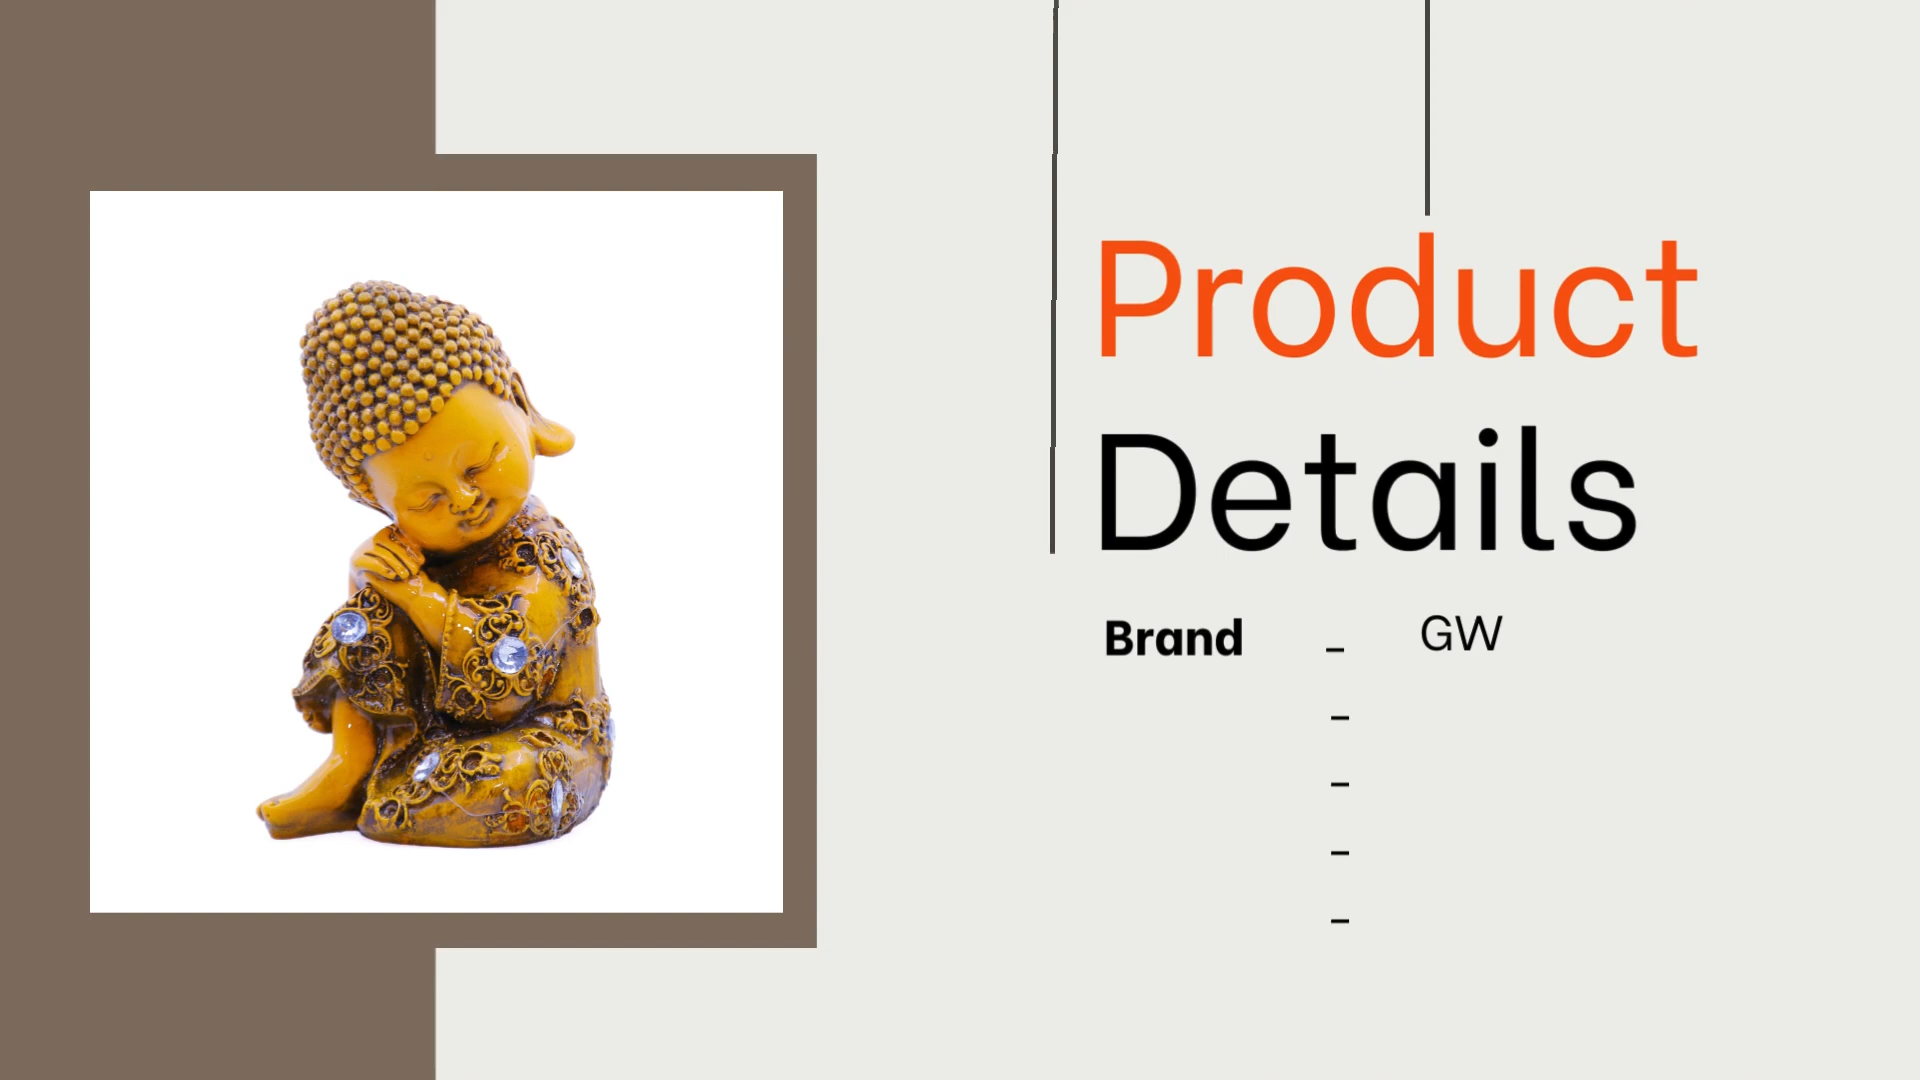 Product
Details
Brand – GW
–
–
–
–